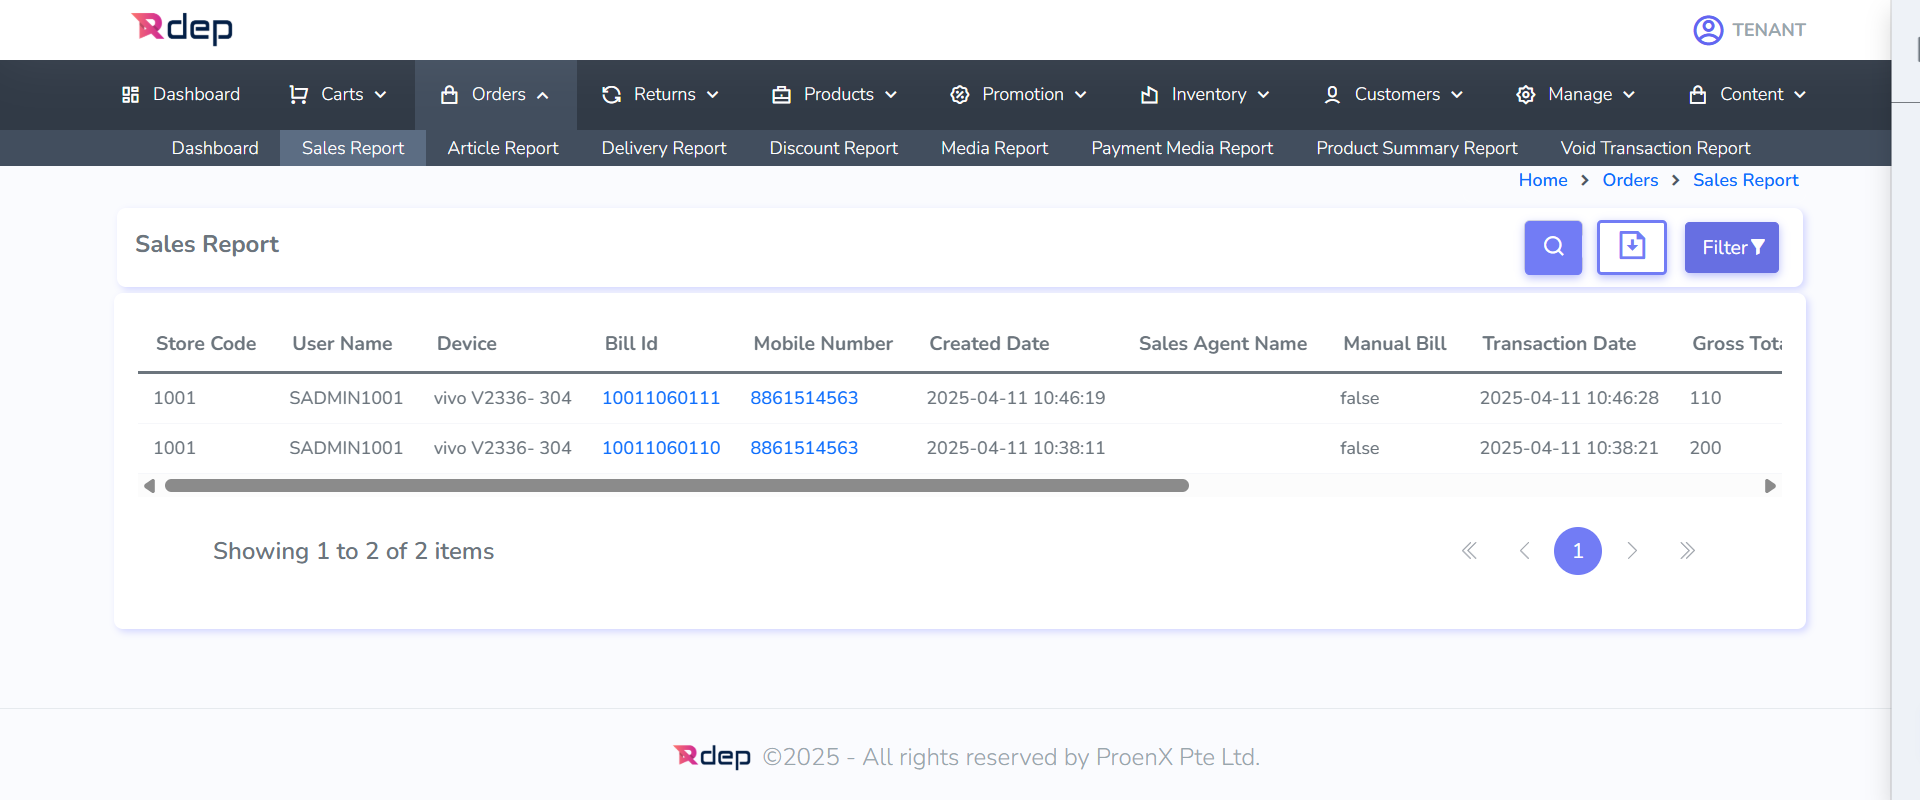 Rdep
TENANT
Dashboard Carts Orders Returns Products Promotion Inventory Customers Manage Content
Dashboard Sales Report Article Report Delivery Report Discount Report Media Report Payment Media Report Product Summary Report Void Transaction Report
Home > Orders > Sales Report
Sales Report
Filter
Store Code User Name Device Bill Id Mobile Number Created Date Sales Agent Name Manual Bill Transaction Date Gross Tota
1001 SADMIN1001 vivo V2336- 304 10011060111 8861514563 2025-04-11 10:46:19 false 2025-04-11 10:46:28 110
1001 SADMIN1001 vivo V2336- 304 10011060110 8861514563 2025-04-11 10:38:11 false 2025-04-11 10:38:21 200
Showing 1 to 2 of 2 items
1
Rdep ©2025 - All rights reserved by ProenX Pte Ltd.